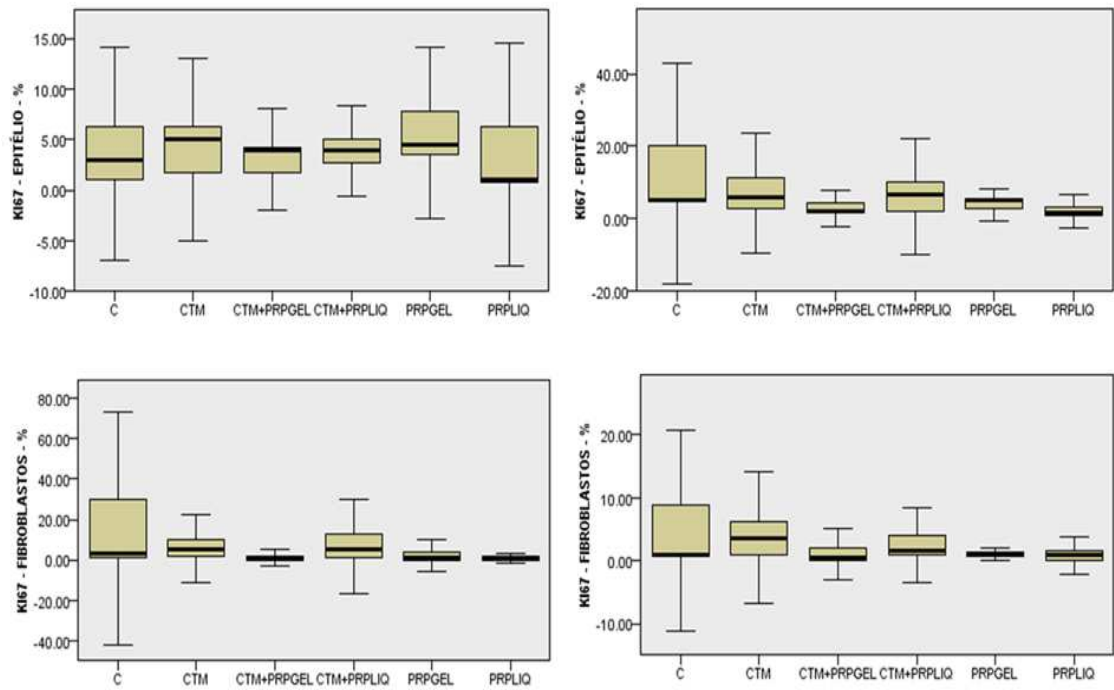 KI67 - EPITÉLIO - %
15.00
10.00
5.00
0.00
-5.00
-10.00
C CTM CTM+PRPGEL CTM+PRPLIQ PRPGEL PRPLIQ
KI67 - EPITÉLIO - %
40.00
20.00
0.00
-20.00
C CTM CTM+PRPGEL CTM+PRPLIQ PRPGEL PRPLIQ
KI67 - FIBROBLASTOS - %
80.00
60.00
40.00
20.00
0.00
-20.00
-40.00
C CTM CTM+PRPGEL CTM+PRPLIQ PRPGEL PRPLIQ
KI67 - FIBROBLASTOS - %
20.00
10.00
0.00
-10.00
C CTM CTM+PRPGEL CTM+PRPLIQ PRPGEL PRPLIQ